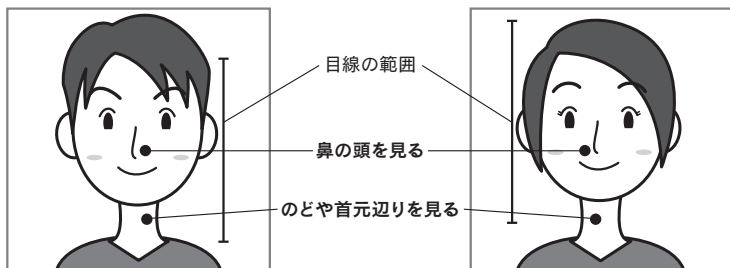 目線の範囲
鼻の頭を見る
のどや首元辺りを見る